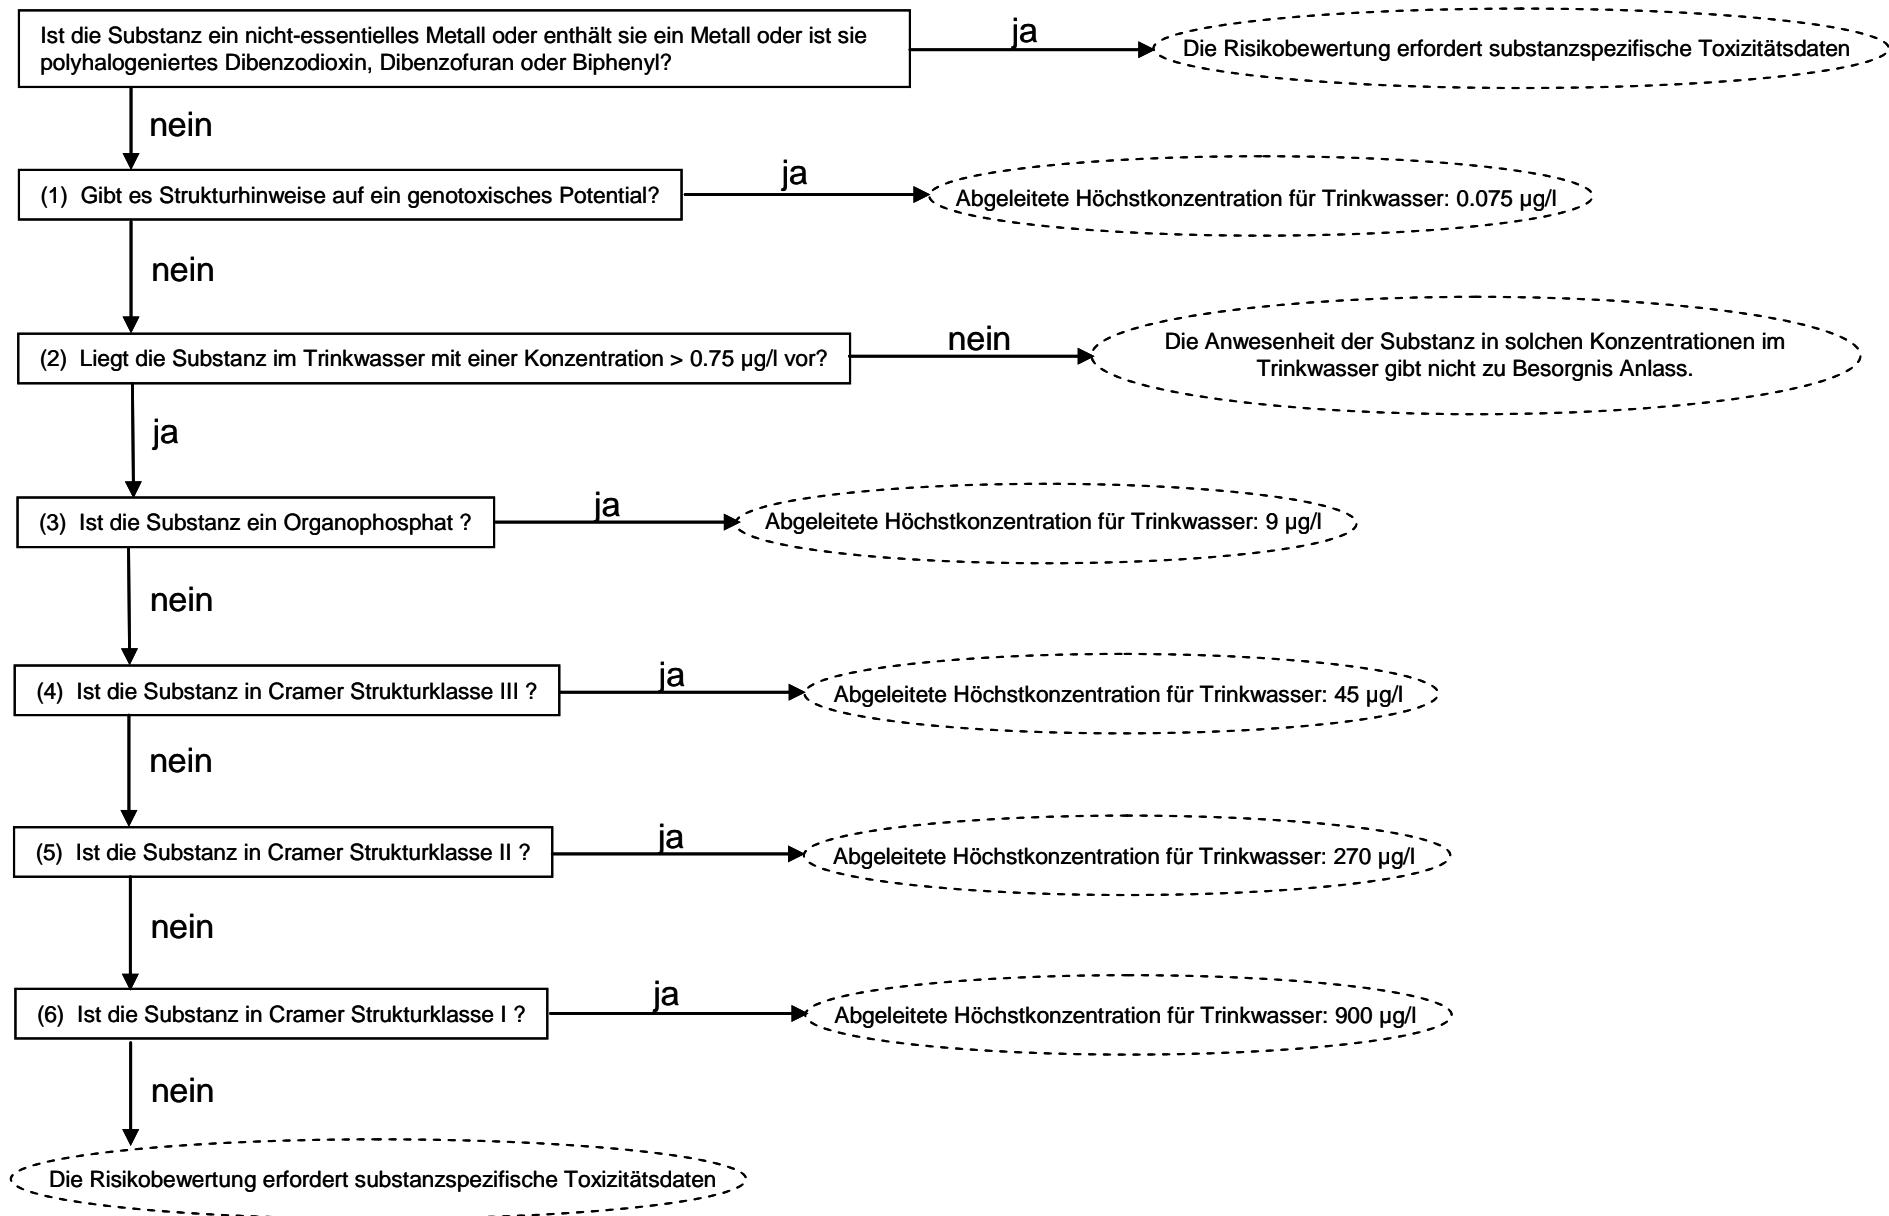 Ist die Substanz ein nicht-essentielles Metall oder enthält sie ein Metall oder ist sie
polyhalogeniertes Dibenzodioxin, Dibenzofuran oder Biphenyl?
ja
Die Risikobewertung erfordert substanzspezifische Toxizitätsdaten
nein
(1) Gibt es Strukturhinweise auf ein genotoxisches Potential?
ja
Abgeleitete Höchstkonzentration für Trinkwasser: 0.075 µg/l
nein
(2) Liegt die Substanz im Trinkwasser mit einer Konzentration > 0.75 µg/l vor?
nein
Die Anwesenheit der Substanz in solchen Konzentrationen im
Trinkwasser gibt nicht zu Besorgnis Anlass.
ja
(3) Ist die Substanz ein Organophosphat ?
ja
Abgeleitete Höchstkonzentration für Trinkwasser: 9 µg/l
nein
(4) Ist die Substanz in Cramer Strukturklasse III ?
ja
Abgeleitete Höchstkonzentration für Trinkwasser: 45 µg/l
nein
(5) Ist die Substanz in Cramer Strukturklasse II ?
ja
Abgeleitete Höchstkonzentration für Trinkwasser: 270 µg/l
nein
(6) Ist die Substanz in Cramer Strukturklasse I ?
ja
Abgeleitete Höchstkonzentration für Trinkwasser: 900 µg/l
nein
Die Risikobewertung erfordert substanzspezifische Toxizitätsdaten